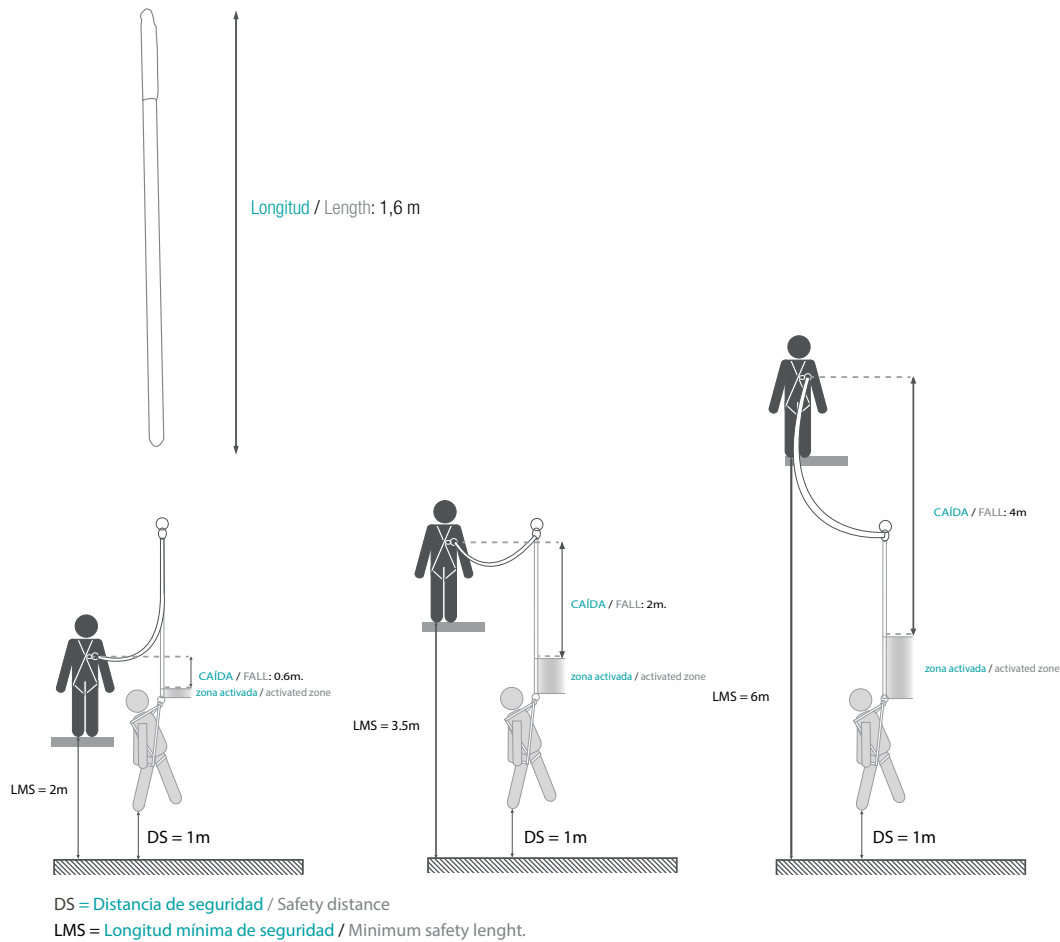 Longitud / Length: 1,6 m
CAÍDA / FALL: 0.6m.
zona activada / activated zone
LMS = 2m
DS = 1m
CAÍDA / FALL: 2m.
zona activada / activated zone
LMS = 3.5m
DS = 1m
CAÍDA / FALL: 4m
zona activada / activated zone
LMS = 6m
DS = 1m
DS = Distancia de seguridad / Safety distance
LMS = Longitud mínima de seguridad / Minimum safety lenght.